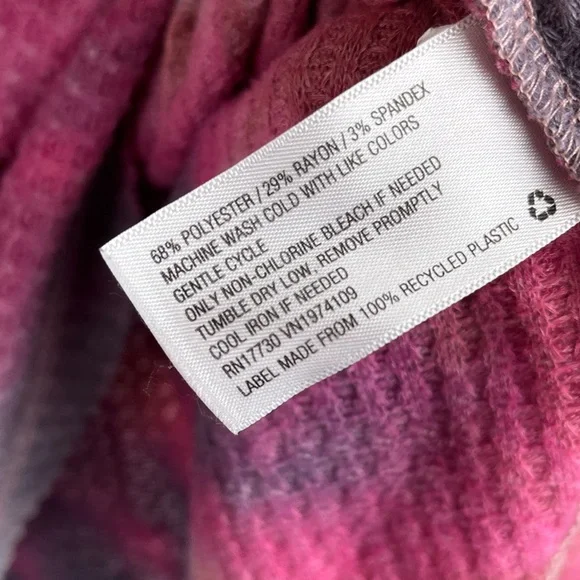 68% POLYESTER / 29% RAYON / 3% SPANDEX
MACHINE WASH COLD WITH LIKE COLORS
GENTLE CYCLE
ONLY NON-CHLORINE BLEACH IF NEEDED
TUMBLE DRY LOW, REMOVE PROMPTLY
COOL IRON IF NEEDED
RN17730 VN1974109
LABEL MADE FROM 100% RECYCLED PLASTIC